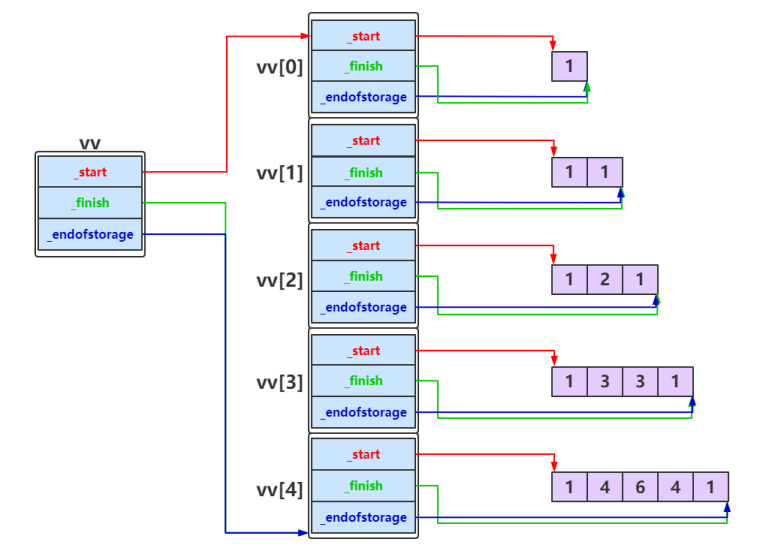 vv
_start
_finish
_endofstorage
vv[0]
_start
_finish
_endofstorage
1
vv[1]
_start
_finish
_endofstorage
1 1
vv[2]
_start
_finish
_endofstorage
1 2 1
vv[3]
_start
_finish
_endofstorage
1 3 3 1
vv[4]
_start
_finish
_endofstorage
1 4 6 4 1